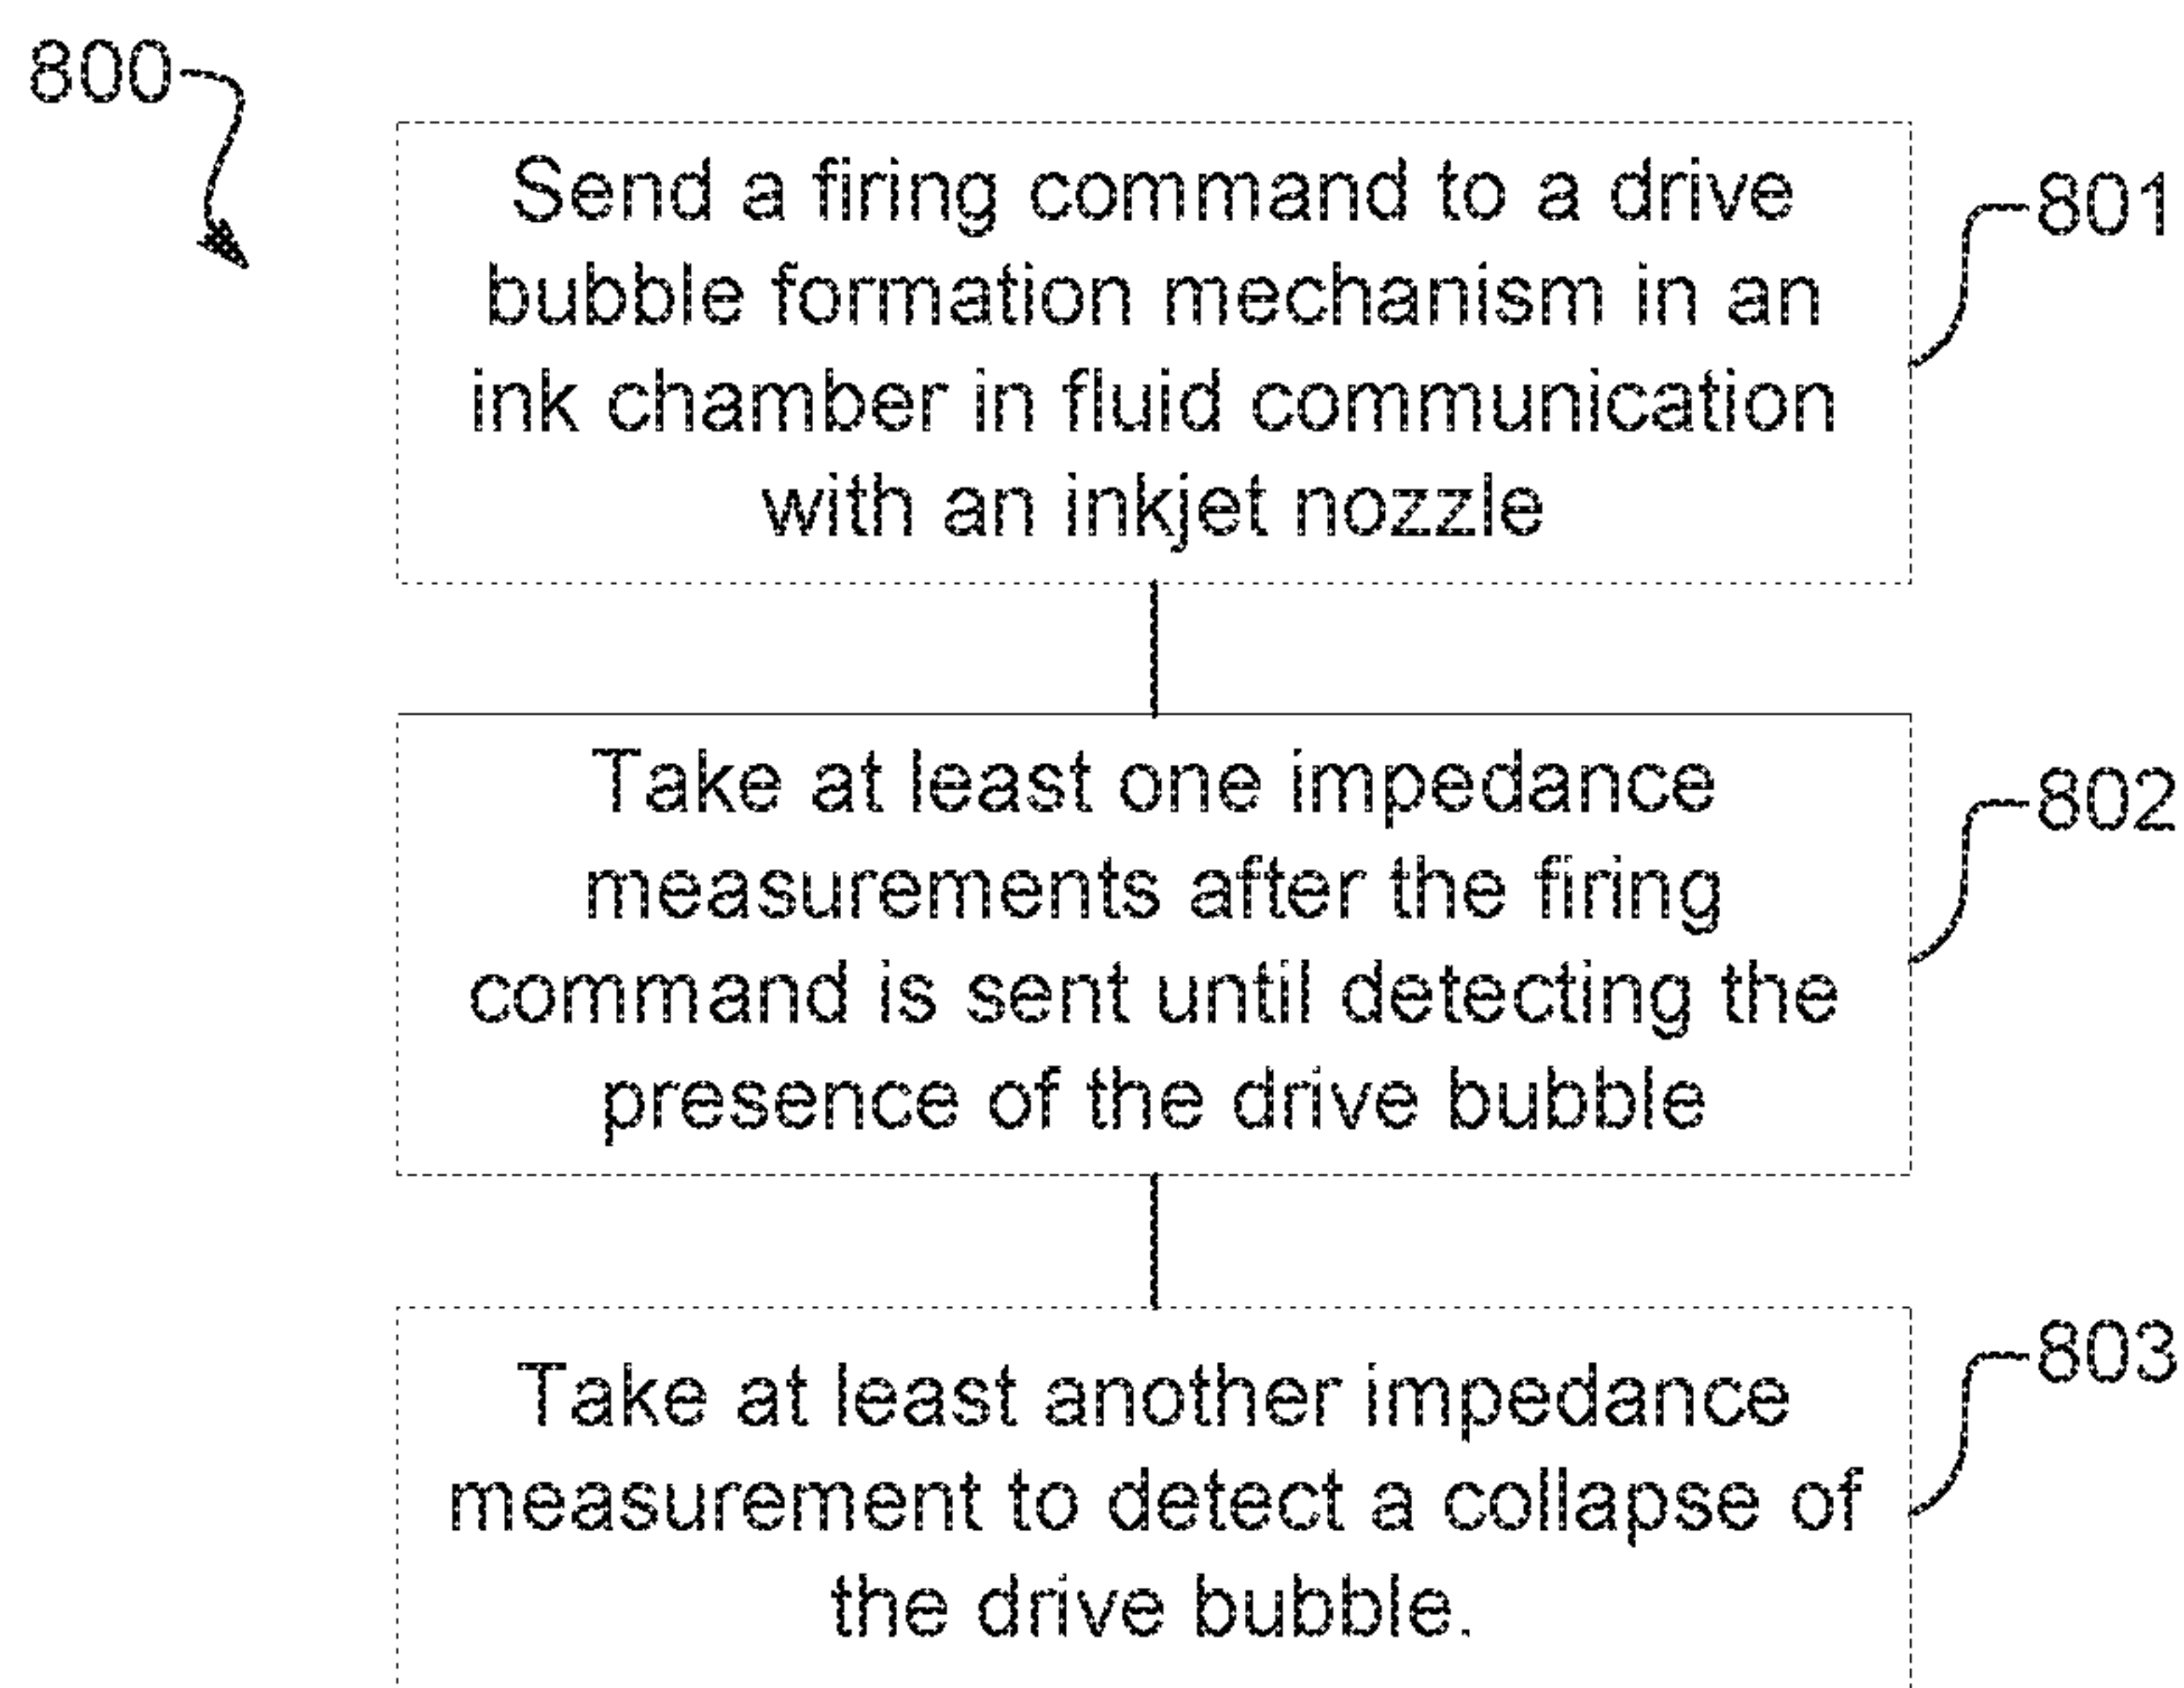 800
Send a firing command to a drive
801
bubble formation mechanism in an
ink chamber in fluid communication
with an inkjet nozzle
Take at least one impedance
802
measurements after the firing
command is sent until detecting the
presence of the drive bubble
Take at least another impedance
803
measurement to detect a collapse of
the drive bubble.